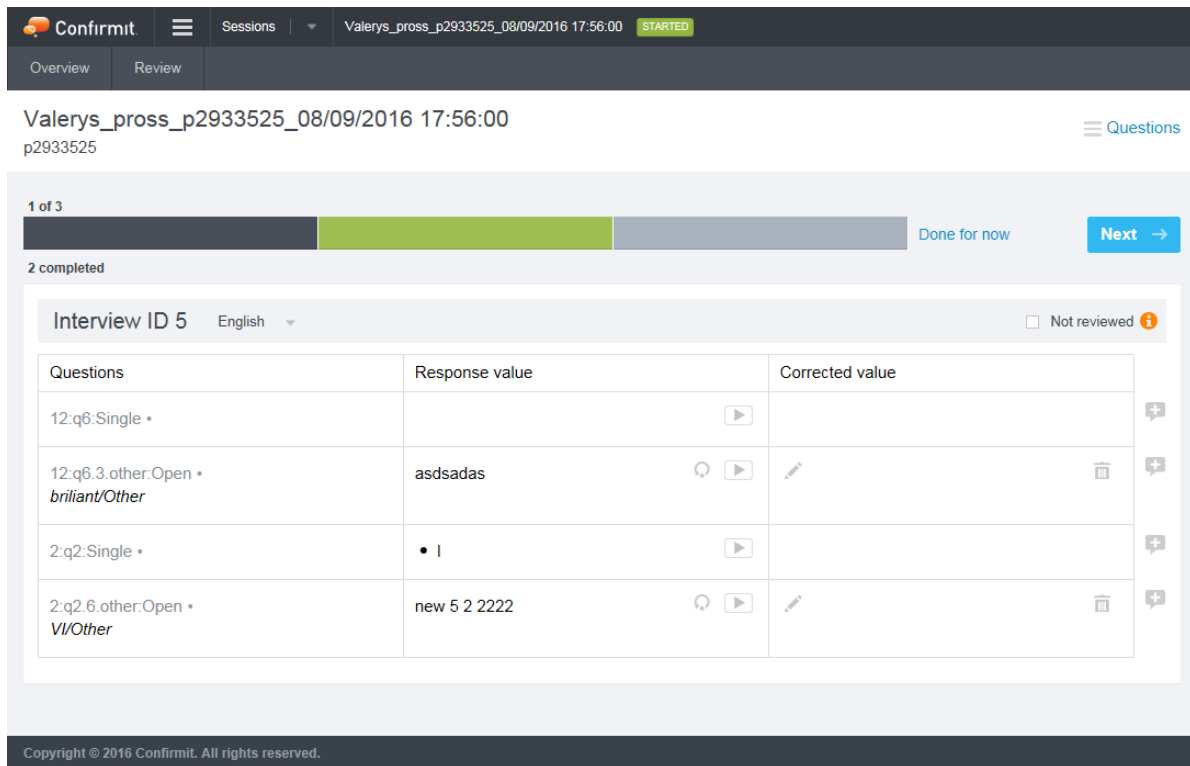 Confirmit. Sessions Valerys_pross_p2933525_08/09/2016 17:56:00 STARTED
Overview Review
Valerys_pross_p2933525_08/09/2016 17:56:00
Questions
p2933525
1 of 3
Done for now Next →
2 completed
Interview ID 5 English Not reviewed i
Questions Response value Corrected value
12:q6:Single •
12:q6.3.other:Open • asdsadas
briliant/Other
2:q2:Single • • I
2:q2.6.other:Open • new 5 2 2222
VI/Other
Copyright © 2016 Confirmit. All rights reserved.